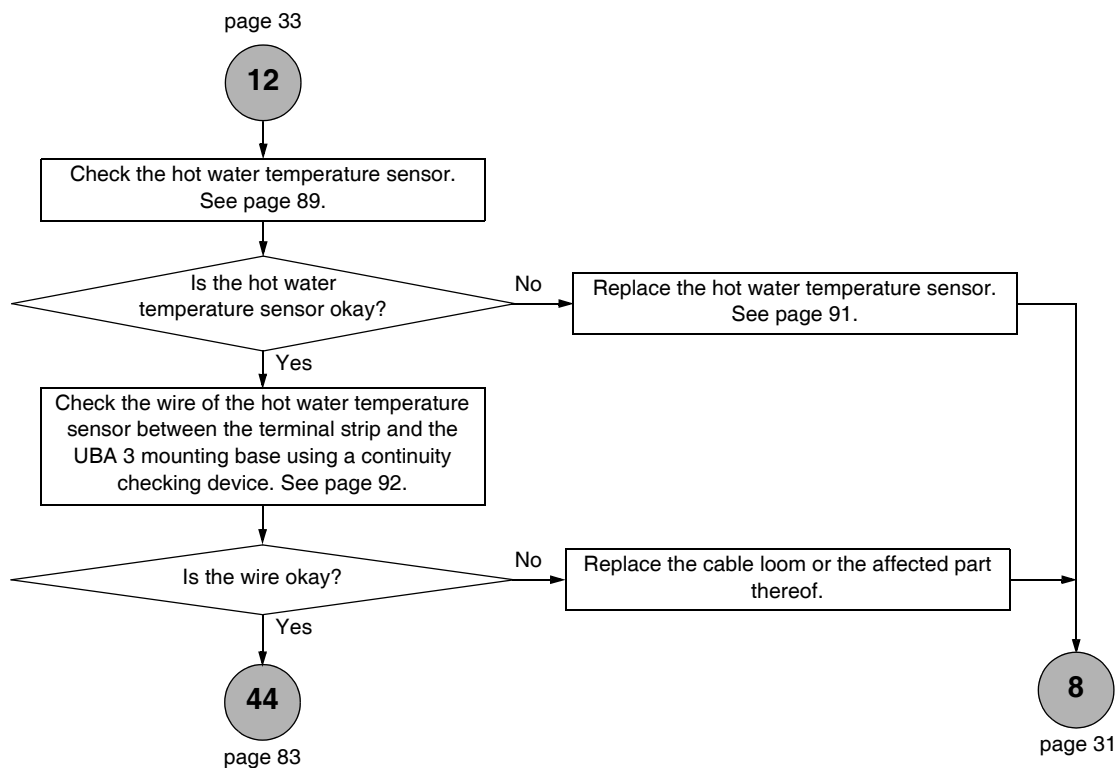 page 33
12
Check the hot water temperature sensor.
See page 89.
Is the hot water
temperature sensor okay?
No
Replace the hot water temperature sensor.
See page 91.
Yes
Check the wire of the hot water temperature
sensor between the terminal strip and the
UBA 3 mounting base using a continuity
checking device. See page 92.
Is the wire okay?
No
Replace the cable loom or the affected part
thereof.
Yes
44
page 83
8
page 31